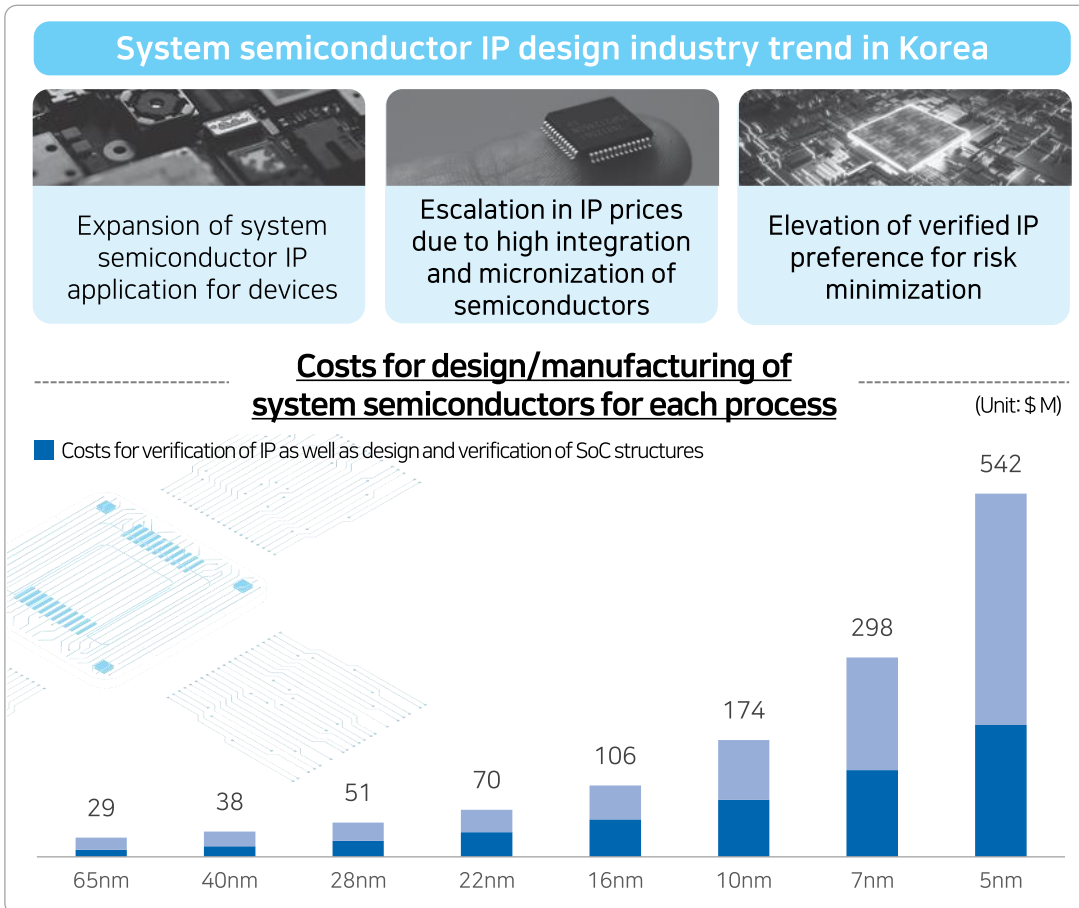 System semiconductor IP design industry trend in Korea
Expansion of system
semiconductor IP
application for devices
Escalation in IP prices
due to high integration
and micronization of
semiconductors
Elevation of verified IP
preference for risk
minimization
Costs for design/manufacturing of
system semiconductors for each process
(Unit: $ M)
Costs for verification of IP as well as design and verification of SoC structures
29
38
51
70
106
174
298
542
65nm
40nm
28nm
22nm
16nm
10nm
7nm
5nm